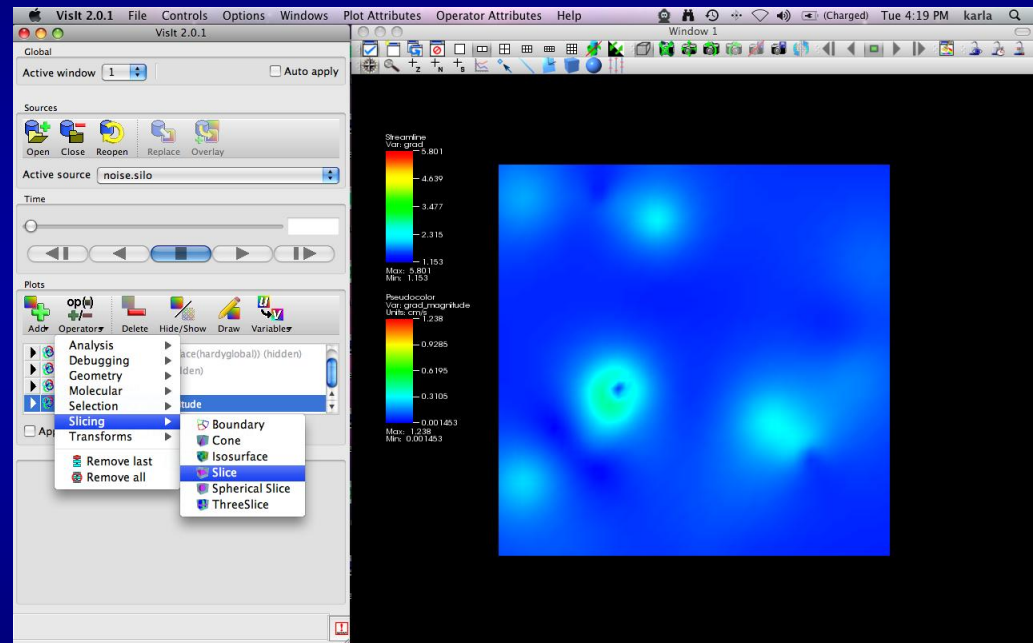 VisIt 2.0.1 File Controls Options Windows Plot Attributes Operator Attributes Help (Charged) Tue 4:19 PM karla
VisIt 2.0.1
Global
Active window 1 Auto apply
Sources
Open Close Reopen Replace Overlay
Active source noise.silo
Time
Plots
op(=)
+/-
Add Operators Delete Hide/Show Draw Variables
ace(hardyglobal)) (hidden)
dden)
tude
Ap
Analysis
Debugging
Geometry
Molecular
Selection
Slicing
Transforms
Remove last
Remove all
Boundary
Cone
Isosurface
Slice
Spherical Slice
ThreeSlice
Window 1
Streamline
Var: grad
5.801
4.639
3.477
2.315
1.153
Max: 5.801
Min: 1.153
Pseudocolor
Var: grad_magnitude
Units: cm/s
1.238
0.9285
0.6195
0.3105
0.001453
Max: 1.238
Min: 0.001453